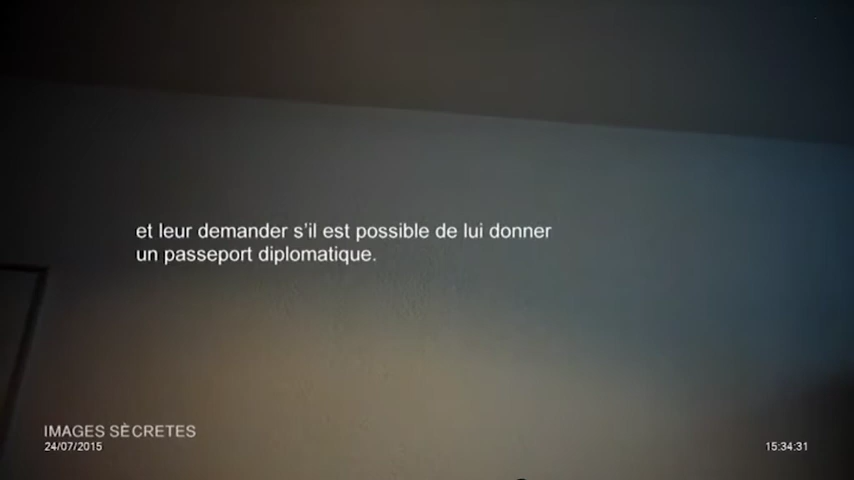 et leur demander s'il est possible de lui donner
un passeport diplomatique.
IMAGES SÈCRETES
24/07/2015
15:34:31